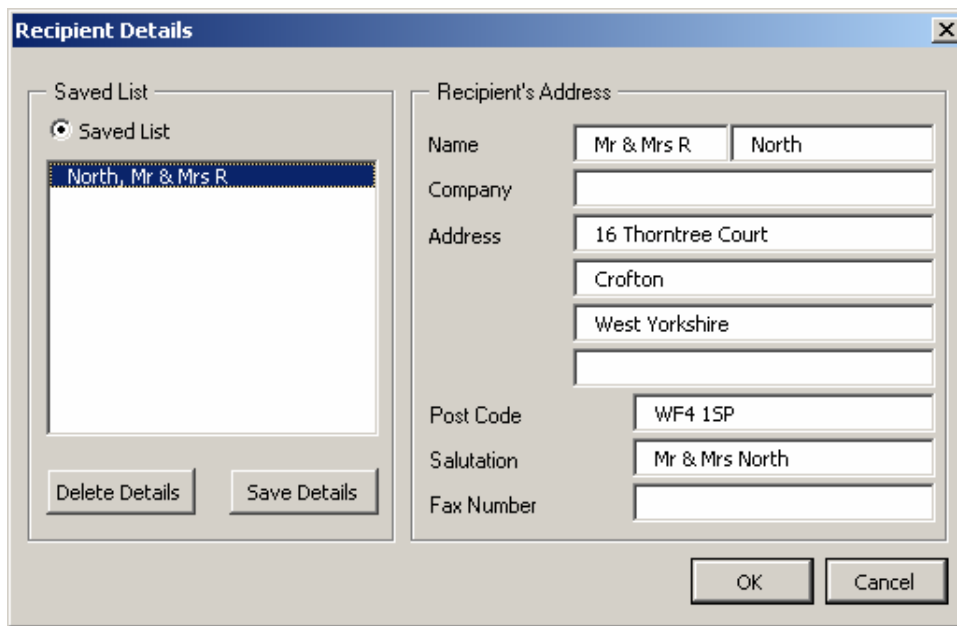 Recipient Details
Saved List
Saved List
North, Mr & Mrs R
Delete Details
Save Details
Recipient's Address
Name Mr & Mrs R North
Company
Address 16 Thorntree Court
Crofton
West Yorkshire
Post Code WF4 1SP
Salutation Mr & Mrs North
Fax Number
OK
Cancel